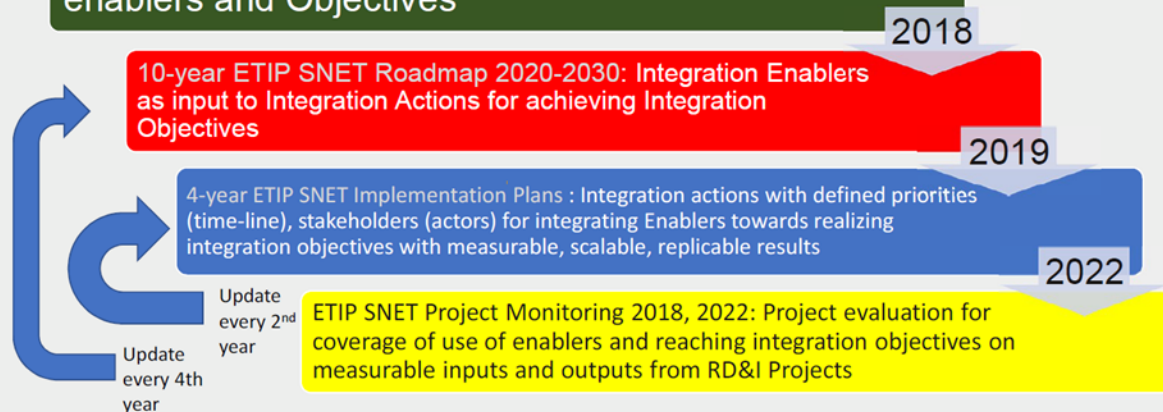 enablers and Objectives
2018
10-year ETIP SNET Roadmap 2020-2030: Integration Enablers
as input to Integration Actions for achieving Integration
Objectives
2019
4-year ETIP SNET Implementation Plans : Integration actions with defined priorities
(time-line), stakeholders (actors) for integrating Enablers towards realizing
integration objectives with measurable, scalable, replicable results
2022
Update
every 2nd
year
ETIP SNET Project Monitoring 2018, 2022: Project evaluation for
coverage of use of enablers and reaching integration objectives on
measurable inputs and outputs from RD&I Projects
Update
every 4th
year